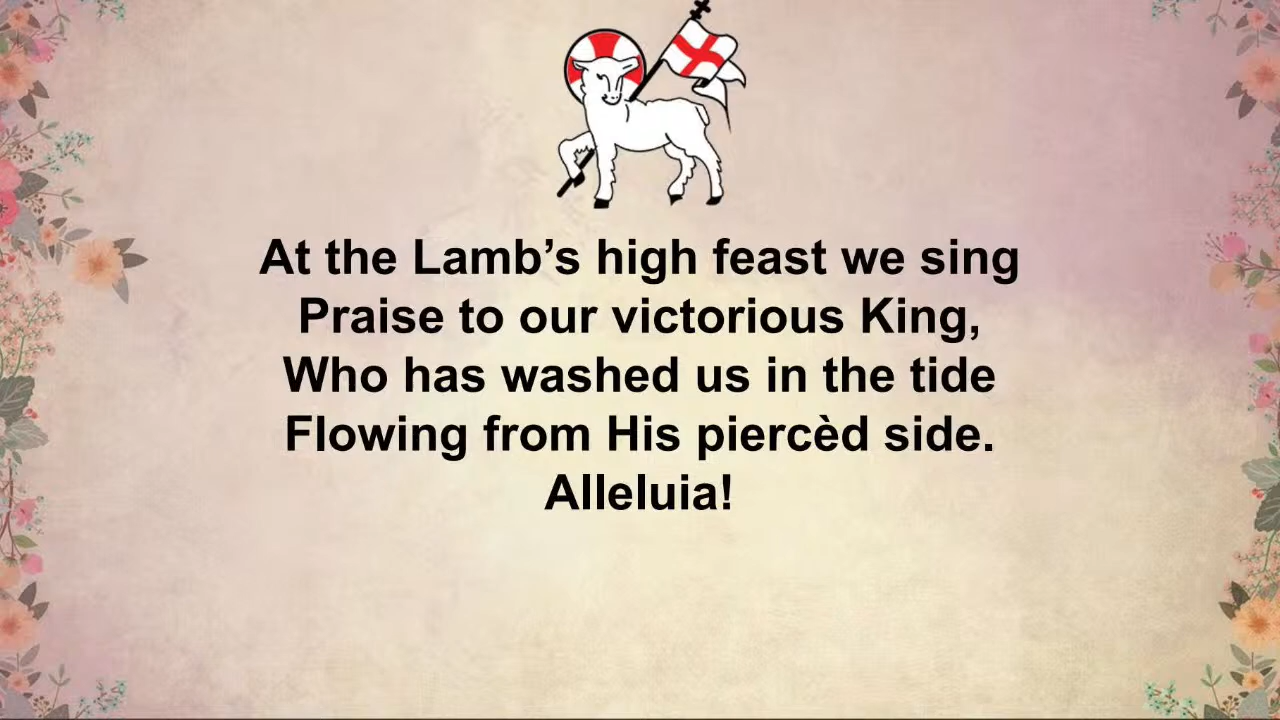 At the Lamb’s high feast we sing
Praise to our victorious King,
Who has washed us in the tide
Flowing from His piercèd side.
Alleluia!